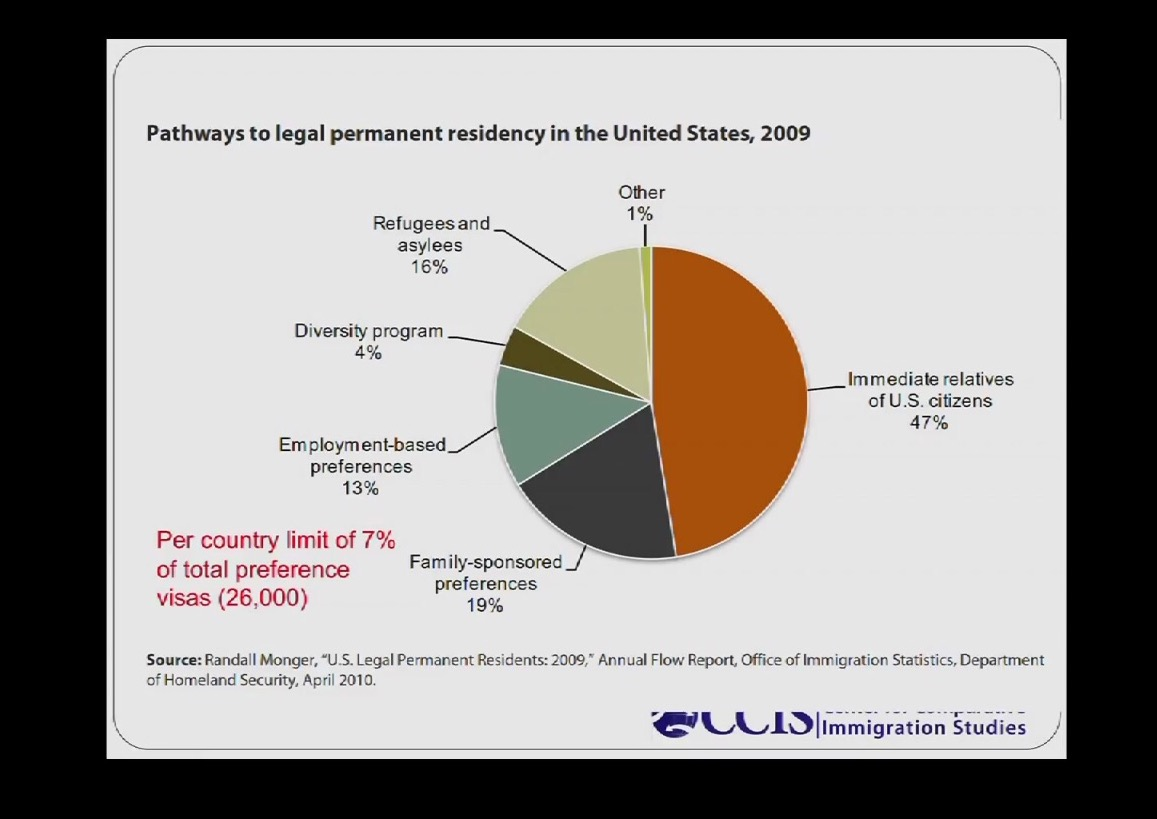 Pathways to legal permanent residency in the United States, 2009
Other
1%
Refugees and
asylees
16%
Diversity program
4%
Immediate relatives
of U.S. citizens
47%
Employment-based
preferences
13%
Per country limit of 7%
of total preference
visas (26,000)
Family-sponsored
preferences
19%
Source: Randall Monger, “U.S. Legal Permanent Residents: 2009,” Annual Flow Report, Office of Immigration Statistics, Department
of Homeland Security, April 2010.
CCIS
Center for Comparative
Immigration Studies